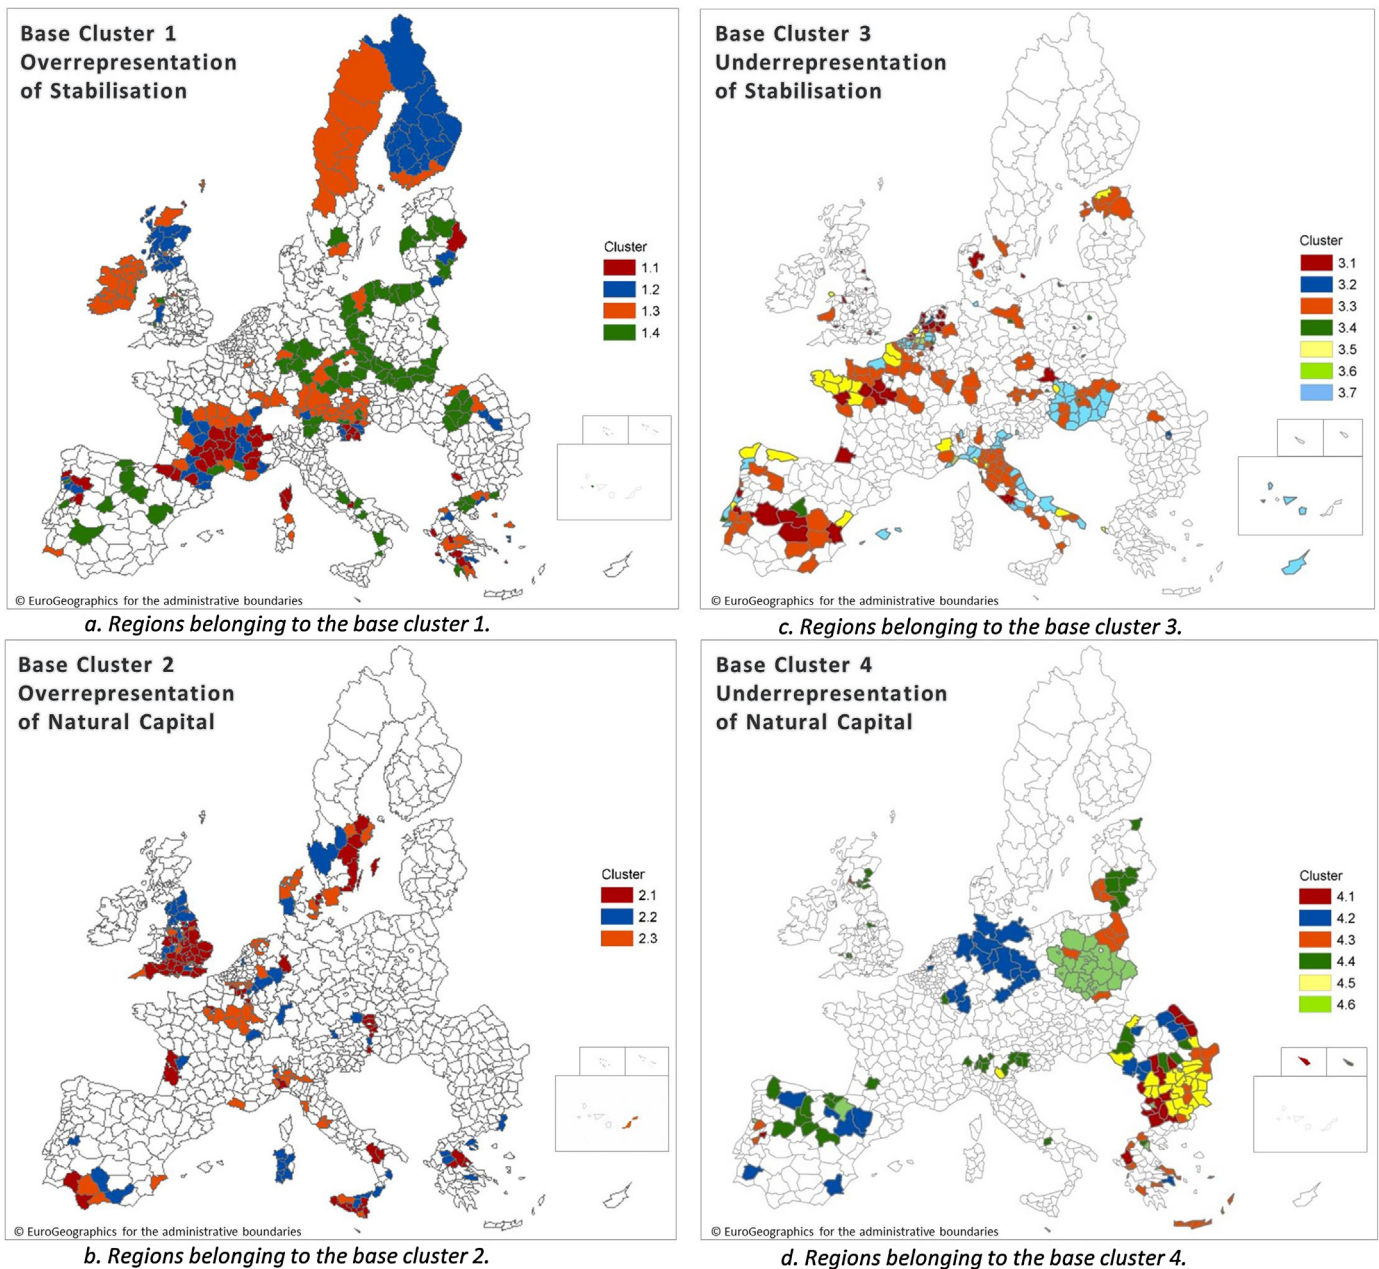 Base Cluster 1
Overrepresentation
of Stabilisation
Cluster
1.1
1.2
1.3
1.4
© EuroGeographics for the administrative boundaries
a. Regions belonging to the base cluster 1.
Base Cluster 3
Underrepresentation
of Stabilisation
Cluster
3.1
3.2
3.3
3.4
3.5
3.6
3.7
© EuroGeographics for the administrative boundaries
c. Regions belonging to the base cluster 3.
Base Cluster 2
Overrepresentation
of Natural Capital
Cluster
2.1
2.2
2.3
© EuroGeographics for the administrative boundaries
b. Regions belonging to the base cluster 2.
Base Cluster 4
Underrepresentation
of Natural Capital
Cluster
4.1
4.2
4.3
4.4
4.5
4.6
© EuroGeographics for the administrative boundaries
d. Regions belonging to the base cluster 4.